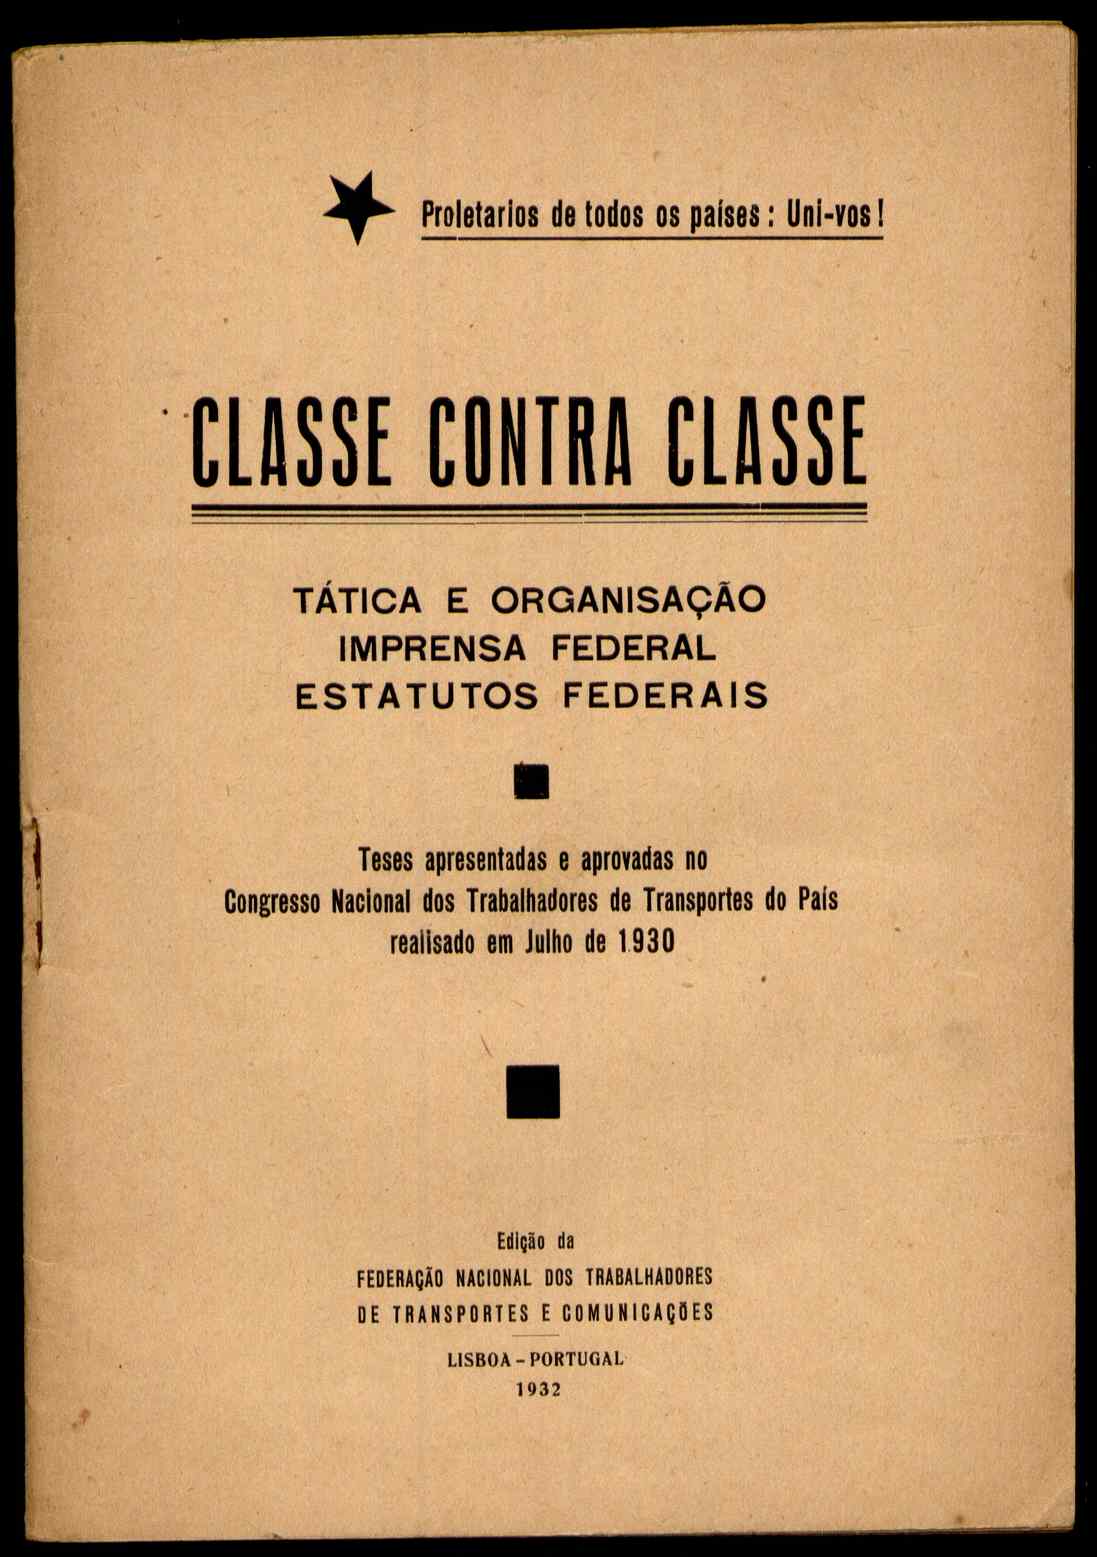 Proletarios de todos os países: Uni-vos!
CLASSE CONTRA CLASSE
TÁTICA E ORGANISAÇÃO
IMPRENSA FEDERAL
ESTATUTOS FEDERAIS
Teses apresentadas e aprovadas no
Congresso Nacional dos Trabalhadores de Transportes do País
realisado em Julho de 1930
Edição da
FEDERAÇÃO NACIONAL DOS TRABALHADORES
DE TRANSPORTES E COMUNICAÇÕES
LISBOA - PORTUGAL
1932